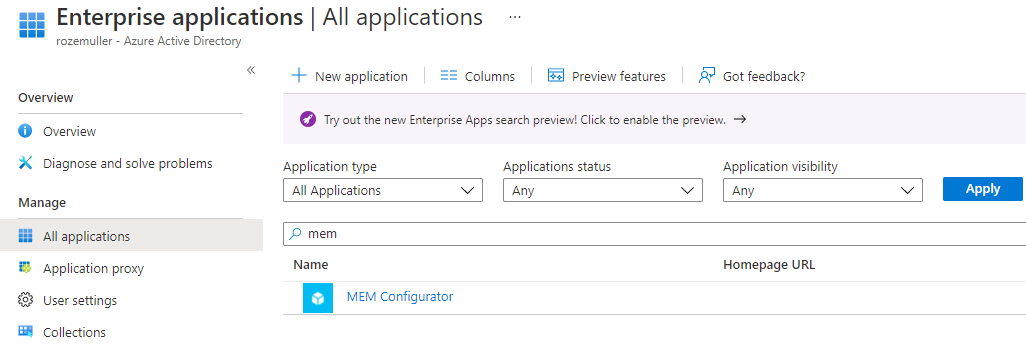 Enterprise applications | All applications ...
rozemuller - Azure Active Directory
«
Overview
Overview
Diagnose and solve problems
Manage
All applications
Application proxy
User settings
Collections
New application Columns Preview features Got feedback?
Try out the new Enterprise Apps search preview! Click to enable the preview. →
Application type Applications status Application visibility
All Applications Any Any Apply
mem
Name Homepage URL
MEM Configurator